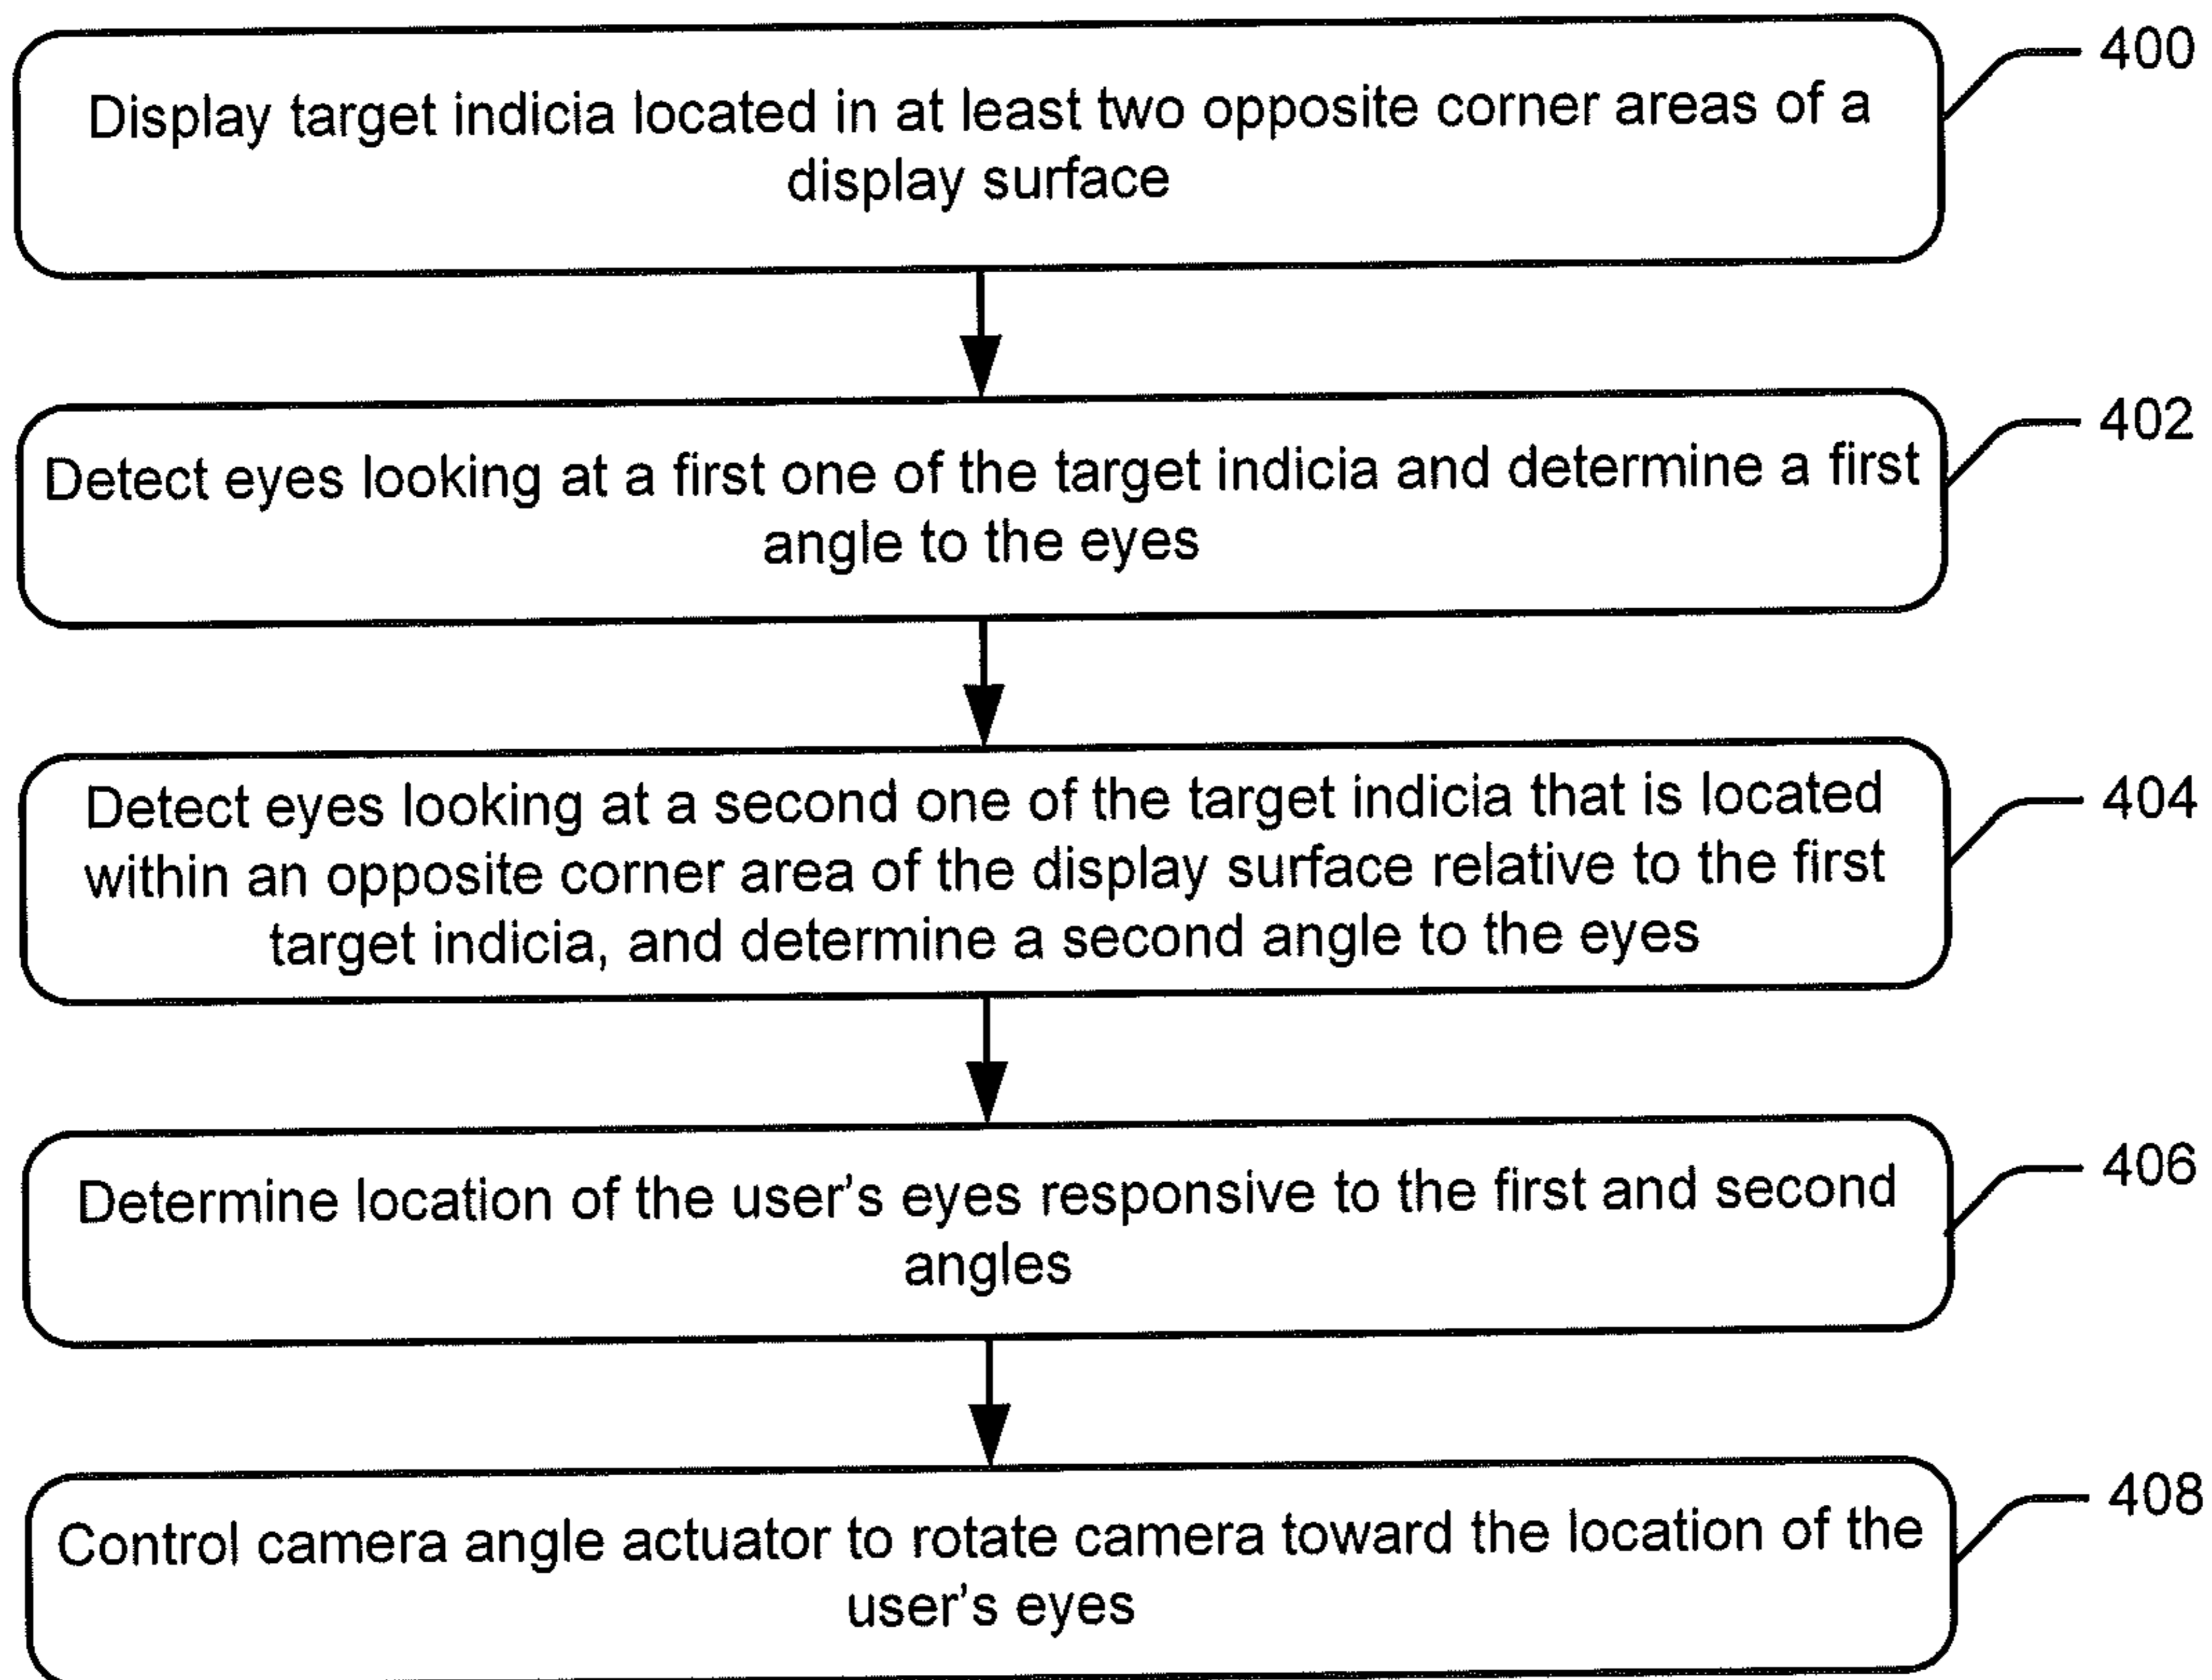 400
Display target indicia located in at least two opposite corner areas of a
display surface
402
Detect eyes looking at a first one of the target indicia and determine a first
angle to the eyes
404
Detect eyes looking at a second one of the target indicia that is located
within an opposite corner area of the display surface relative to the first
target indicia, and determine a second angle to the eyes
406
Determine location of the user's eyes responsive to the first and second
angles
408
Control camera angle actuator to rotate camera toward the location of the
user's eyes